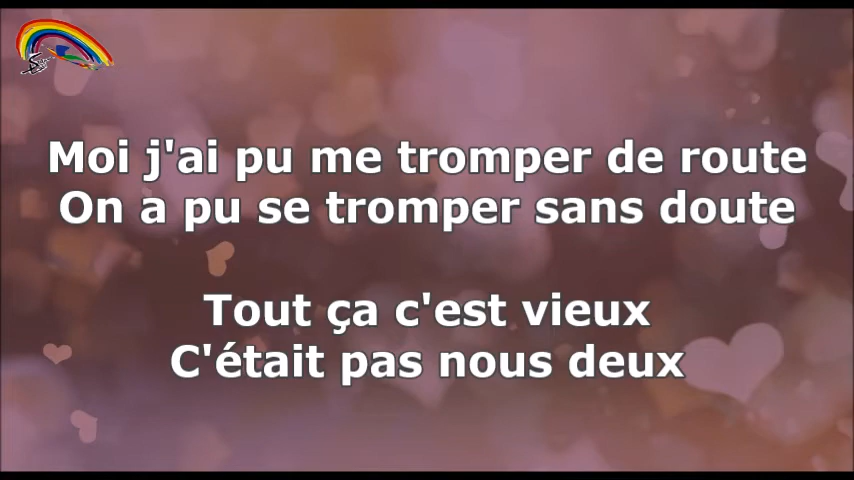 Moi j'ai pu me tromper de route
On a pu se tromper sans doute
Tout ça c'est vieux
C'était pas nous deux